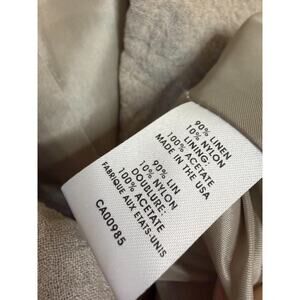 90% LINEN
10% NYLON
LINING:
100% ACETATE
MADE IN THE USA
90% LIN
10% NYLON
DOUBLURE:
100% ACETATE
FABRIQUE AUX ETATS-UNIS
CA00985